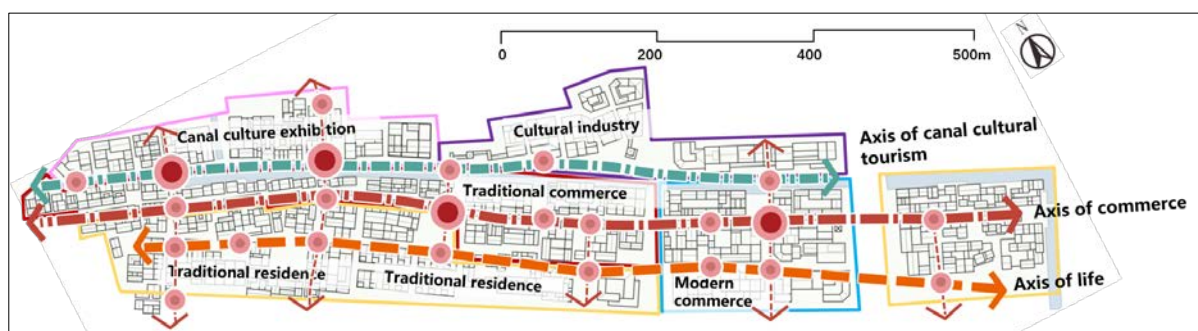 N
0
200
400
500m
Canal culture exhibition
Cultural industry
Axis of canal cultural
tourism
Traditional commerce
Axis of commerce
Traditional residence
Traditional residence
Modern
commerce
Axis of life